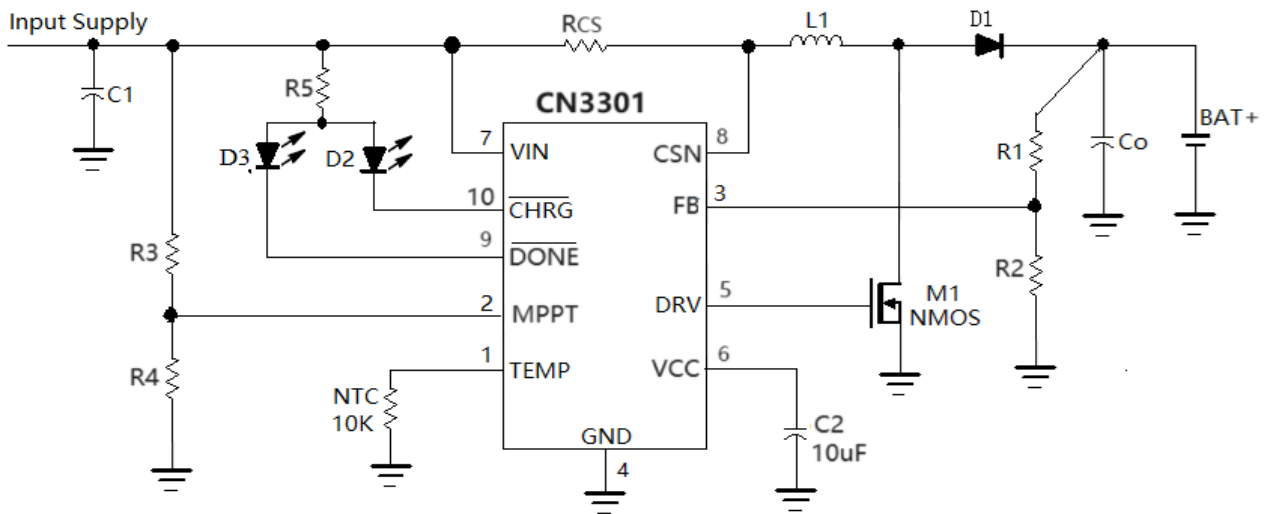 Input Supply
RCS
L1
D1
C1
R5
CN3301
BAT+
D3
D2
7
VIN
CSN
8
R1
Co
10
CHRG
FB
3
9
DONE
R3
R2
2
MPPT
DRV
5
M1
NMOS
1
TEMP
VCC
6
R4
NTC
10K
GND
4
C2
10uF